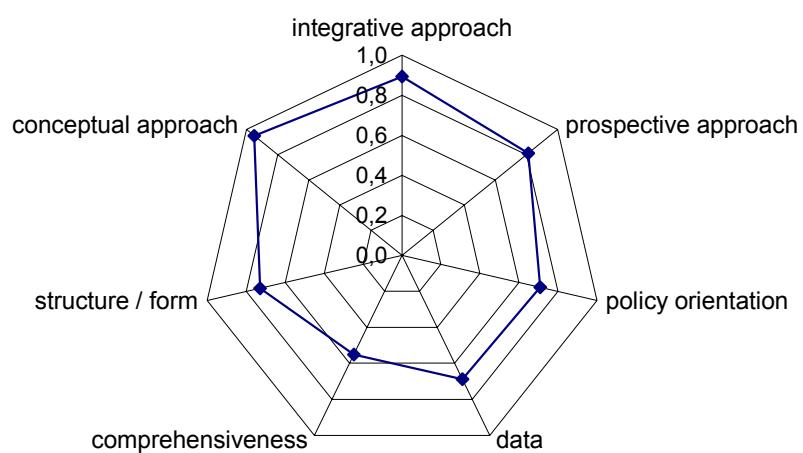 integrative approach
1,0
conceptual approach
prospective approach
0,8
0,6
0,4
0,2
0,0
structure / form
policy orientation
comprehensiveness
data